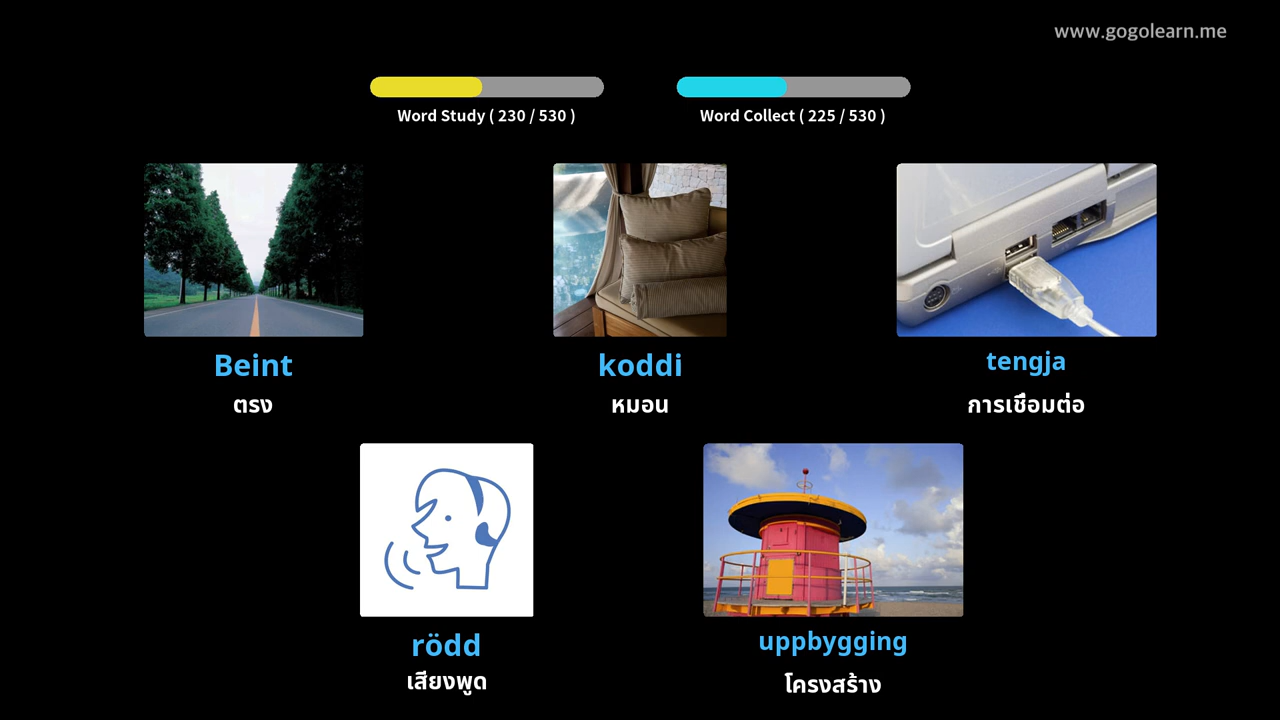 www.gogolearn.me
Word Study ( 230 / 530 )
Word Collect ( 225 / 530 )
Beint
ตรง
koddi
หมอน
tengja
การเชื่อมต่อ
rödd
เสียงพูด
uppbygging
โครงสร้าง